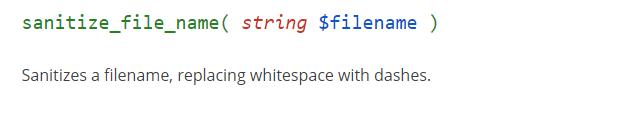 sanitize_file_name( string $filename )
Sanitizes a filename, replacing whitespace with dashes.